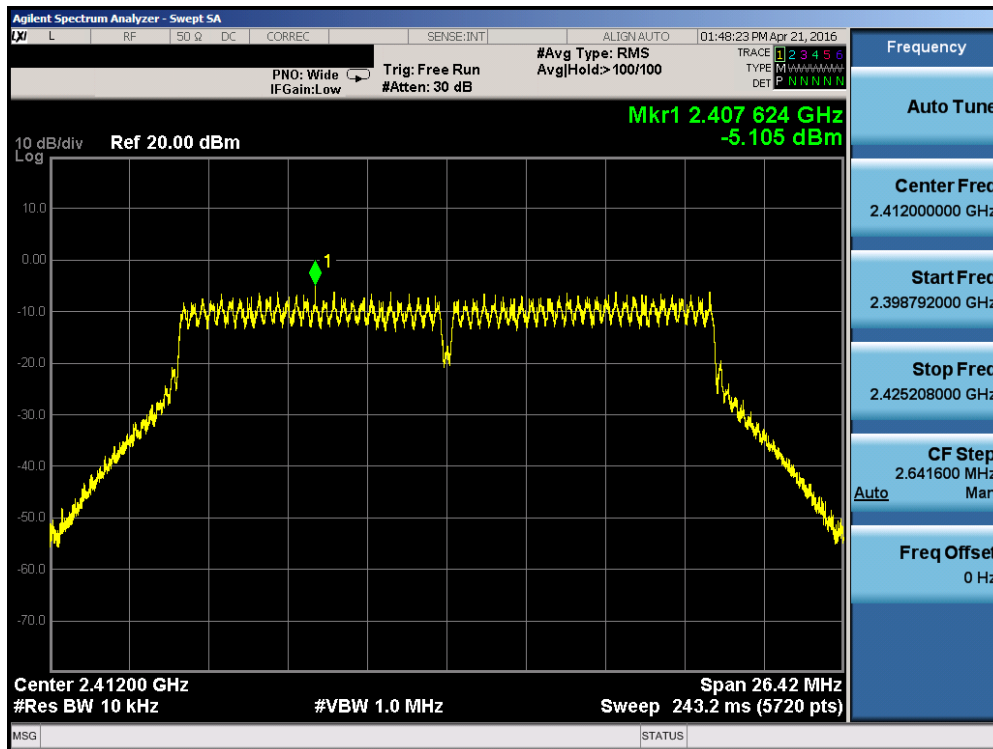 Agilent Spectrum Analyzer - Swept SA
LXI L RF 50 Ω DC CORREC SENSE:INT ALIGNAUTO 01:48:23 PM Apr 21, 2016
PNO: Wide Trig: Free Run #Avg Type: RMS TRACE 1 2 3 4 5 6
IFGain:Low #Atten: 30 dB Avg|Hold:> 100/100 TYPE M WWWWW
DET P N N N N N
Mkr1 2.407 624 GHz
-5.105 dBm
10 dB/div Ref 20.00 dBm
Log
10.0
0.00
1
-10.0
-20.0
-30.0
-40.0
-50.0
-60.0
-70.0
Center 2.41200 GHz Span 26.42 MHz
#Res BW 10 kHz #VBW 1.0 MHz Sweep 243.2 ms (5720 pts)
MSG STATUS
Frequency
Auto Tune
Center Freq
2.412000000 GHz
Start Freq
2.398792000 GHz
Stop Freq
2.425208000 GHz
CF Step
2.641600 MHz
Auto Man
Freq Offset
0 Hz